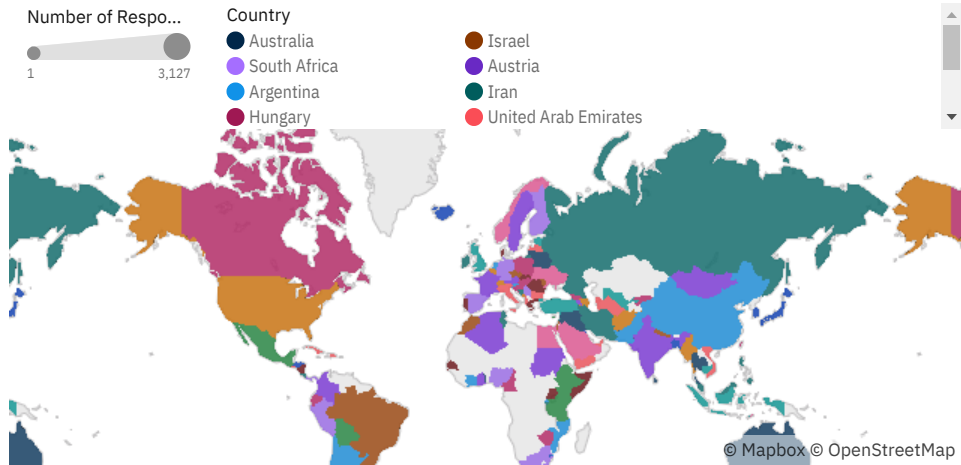 Number of Respo...
1 3,127
Country
Australia
South Africa
Argentina
Hungary
Israel
Austria
Iran
United Arab Emirates
© Mapbox © OpenStreetMap